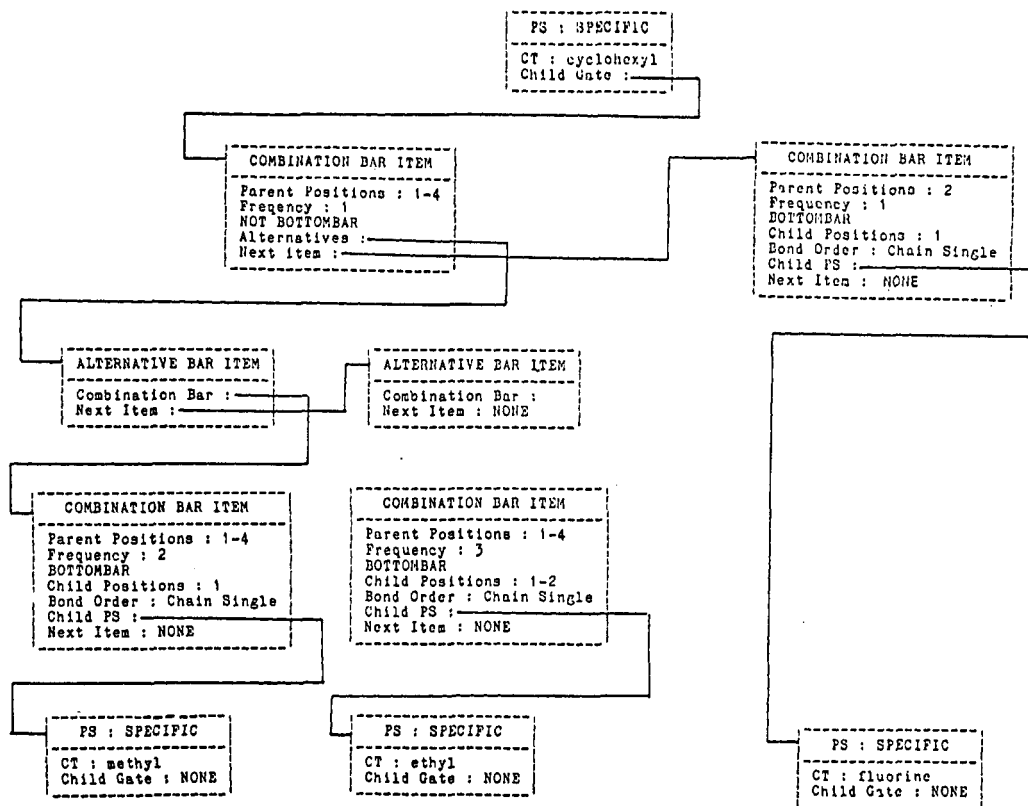 PS : SPECIFIC
CT : cyclohexyl
Child Gate :
COMBINATION BAR ITEM
Parent Positions : 1-4
Freqency : 1
NOT BOTTOMBAR
Alternatives :
Next item :
COMBINATION BAR ITEM
Parent Positions : 2
Frequency : 1
BOTTOMBAR
Child Positions : 1
Bond Order : Chain Single
Child PS :
Next Item : NONE
ALTERNATIVE BAR ITEM
Combination Bar :
Next Item :
ALTERNATIVE BAR ITEM
Combination Bar :
Next Item : NONE
COMBINATION BAR ITEM
Parent Positions : 1-4
Frequency : 2
BOTTOMBAR
Child Positions : 1
Bond Order : Chain Single
Child PS :
Next Item : NONE
COMBINATION BAR ITEM
Parent Positions : 1-4
Frequency : 3
BOTTOMBAR
Child Positions : 1-2
Bond Order : Chain Single
Child PS :
Next Item : NONE
PS : SPECIFIC
CT : methyl
Child Gate : NONE
PS : SPECIFIC
CT : ethyl
Child Gate : NONE
PS : SPECIFIC
CT : fluorine
Child Gate : NONE